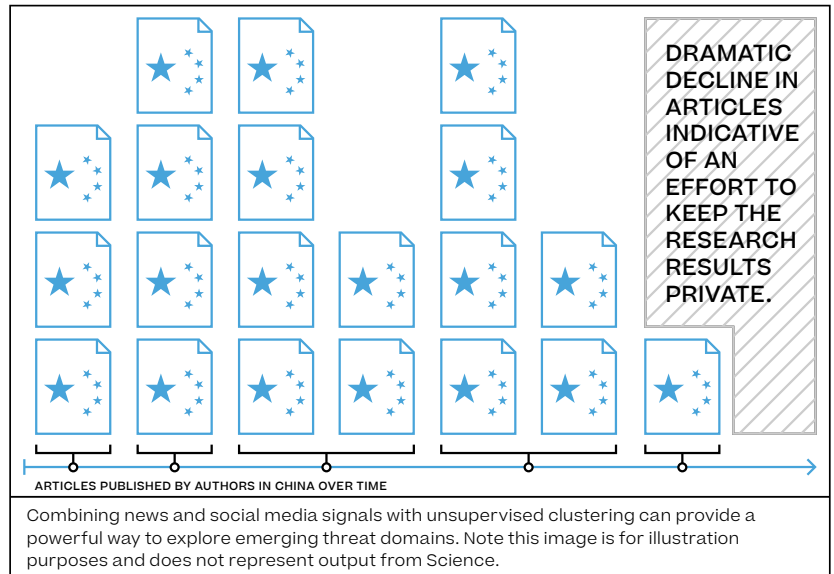 DRAMATIC
DECLINE IN
ARTICLES
INDICATIVE
OF AN
EFFORT TO
KEEP THE
RESEARCH
RESULTS
PRIVATE.
ARTICLES PUBLISHED BY AUTHORS IN CHINA OVER TIME
Combining news and social media signals with unsupervised clustering can provide a
powerful way to explore emerging threat domains. Note this image is for illustration
purposes and does not represent output from Science.